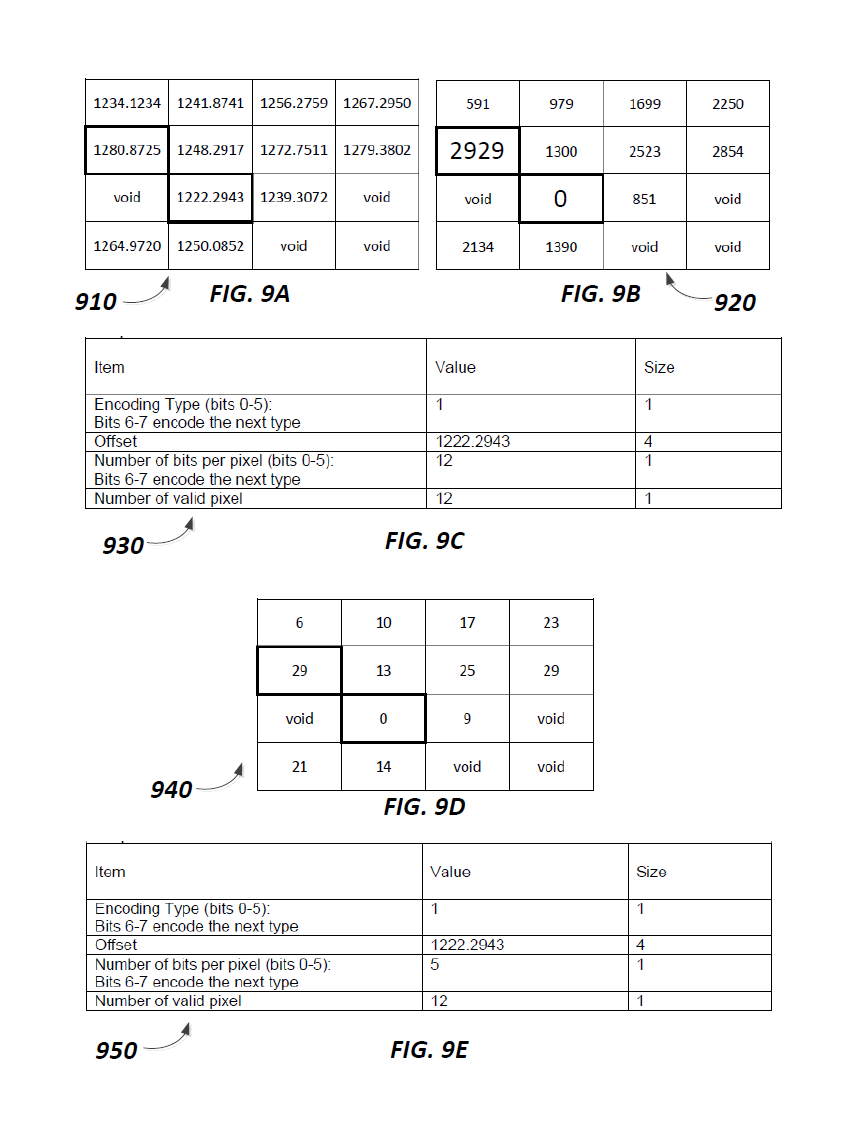 1234.1234 1241.8741 1256.2759 1267.2950
1280.8725 1248.2917 1272.7511 1279.3802
void 1222.2943 1239.3072 void
1264.9720 1250.0852 void void
910 FIG. 9A
591 979 1699 2250
2929 1300 2523 2854
void 0 851 void
2134 1390 void void
FIG. 9B 920
Item Value Size
Encoding Type (bits 0-5): 1 1
Bits 6-7 encode the next type
Offset 1222.2943 4
Number of bits per pixel (bits 0-5): 12 1
Bits 6-7 encode the next type
Number of valid pixel 12 1
930 FIG. 9C
6 10 17 23
29 13 25 29
void 0 9 void
21 14 void void
940 FIG. 9D
Item Value Size
Encoding Type (bits 0-5): 1 1
Bits 6-7 encode the next type
Offset 1222.2943 4
Number of bits per pixel (bits 0-5): 5 1
Bits 6-7 encode the next type
Number of valid pixel 12 1
950 FIG. 9E